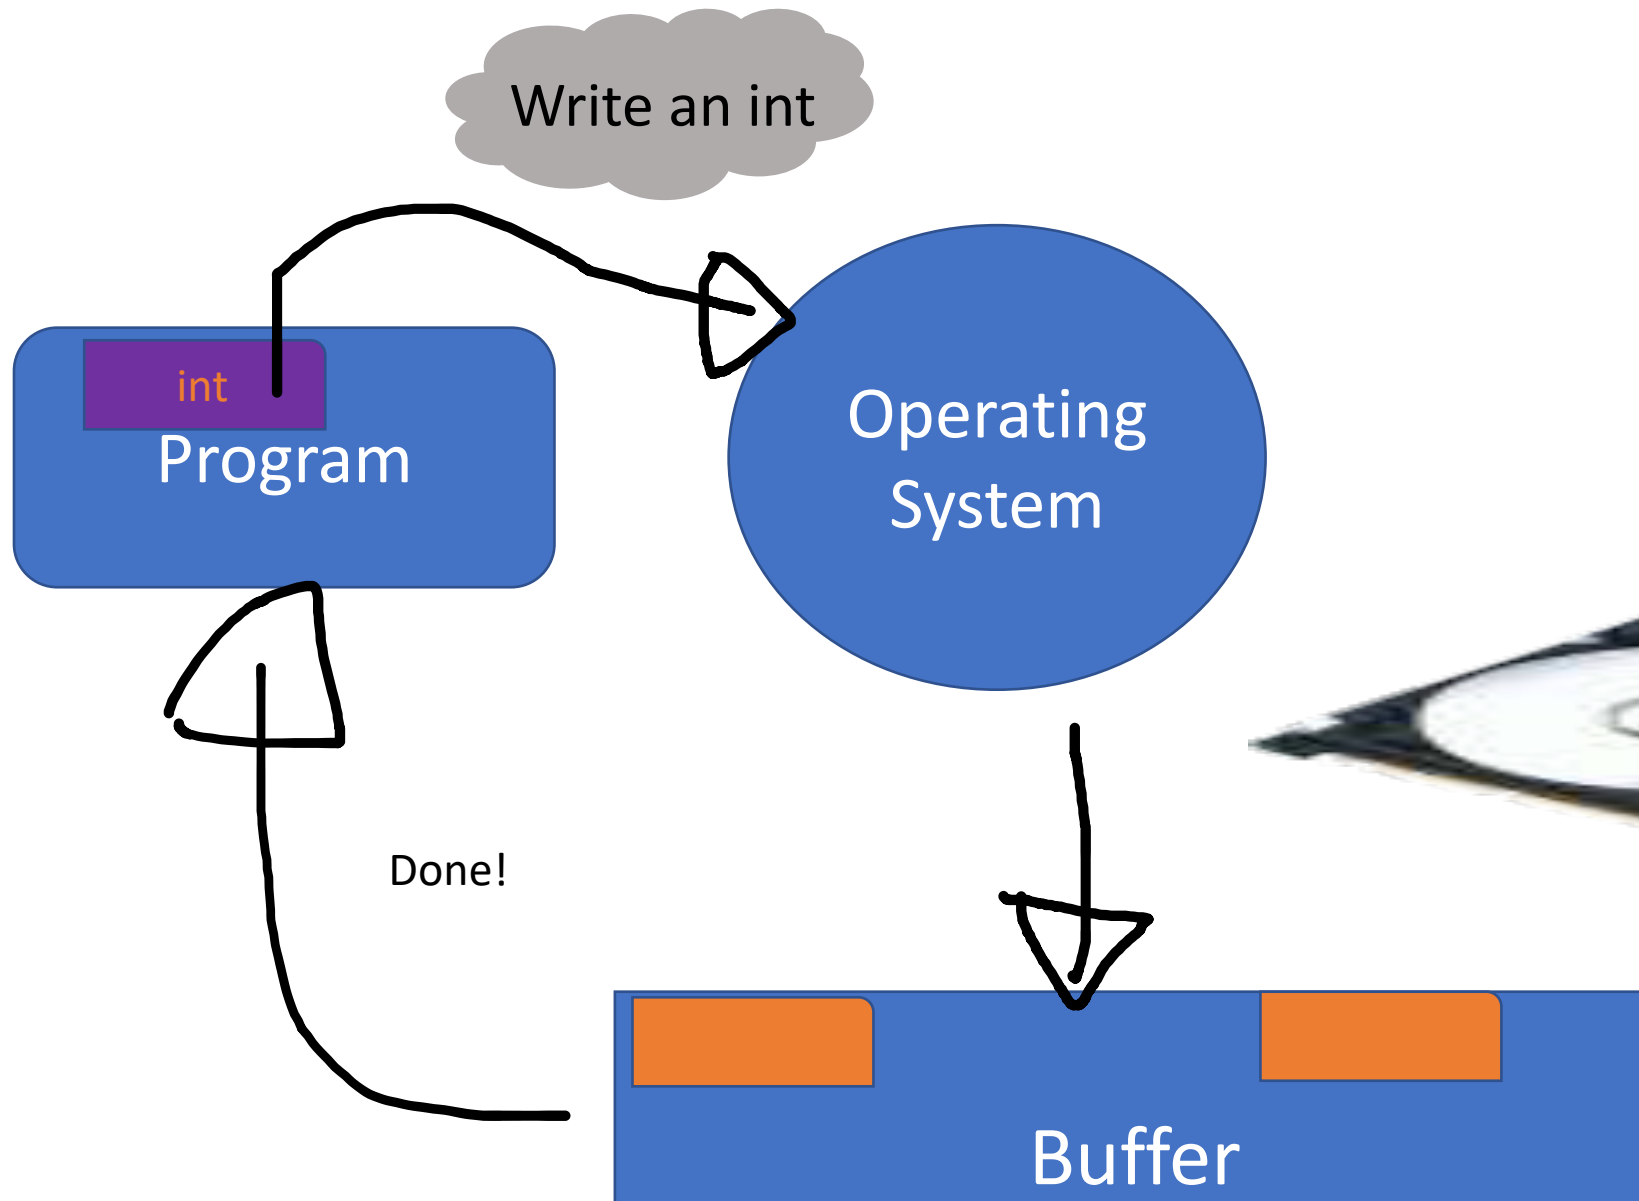 Write an int
int
Program
Operating
System
Done!
Buffer